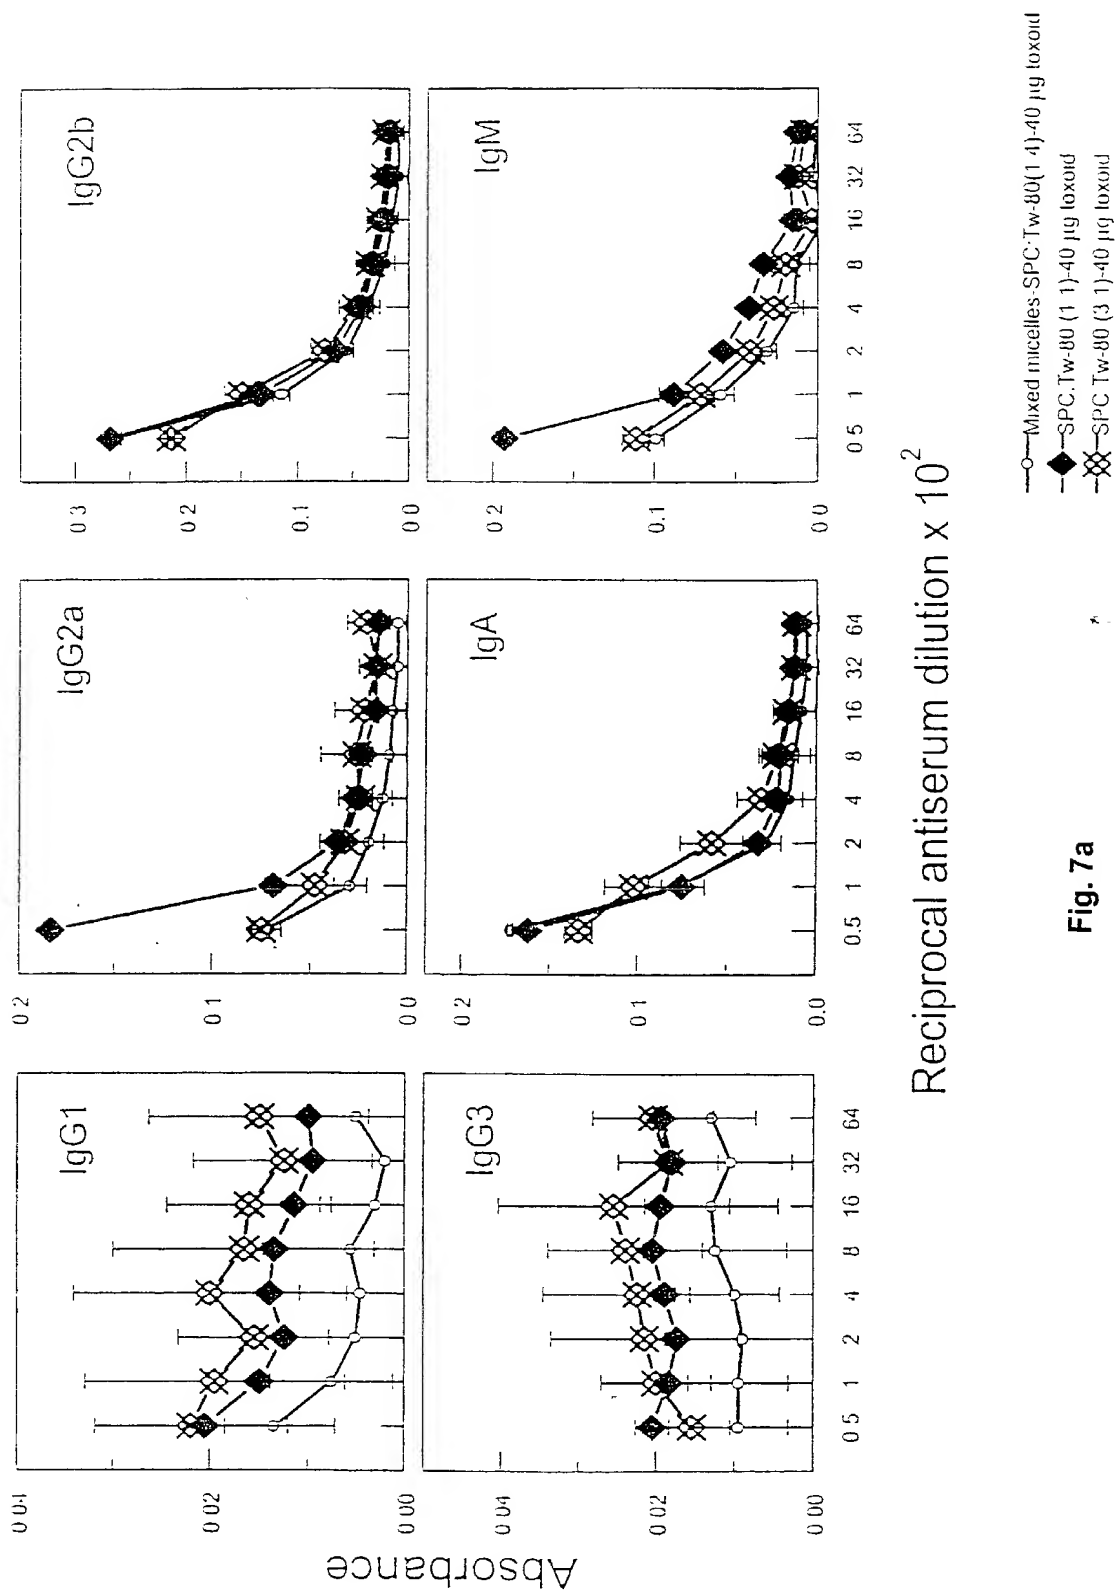 IgG1
IgG2a
IgG2b
0.04
0.02
0.00
0.2
0.1
0.0
0.3
0.2
0.1
0.0
IgG3
IgA
IgM
0.04
0.02
0.00
0.2
0.1
0.0
0.2
0.1
0.0
0.5 1 2 4 8 16 32 64
0.5 1 2 4 8 16 32 64
0.5 1 2 4 8 16 32 64
Absorbance
Reciprocal antiserum dilution x 10²
Mixed micelles-SPC:Tw-80(1:4)-40 µg toxoid
SPC:Tw-80 (1:1)-40 µg toxoid
SPC:Tw-80 (3:1)-40 µg toxoid
Fig. 7a